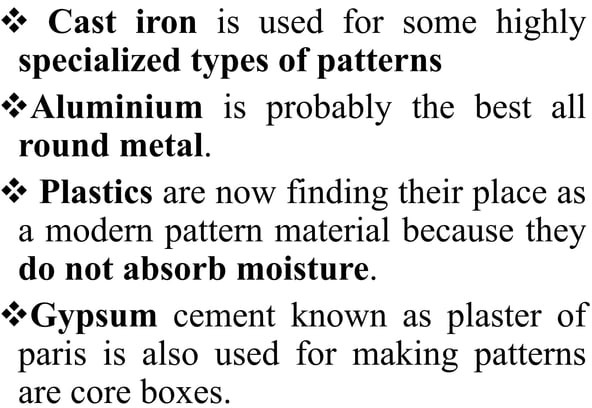 ❖ Cast iron is used for some highly
specialized types of patterns
❖Aluminium is probably the best all
round metal.
❖ Plastics are now finding their place as
a modern pattern material because they
do not absorb moisture.
❖Gypsum cement known as plaster of
paris is also used for making patterns
are core boxes.